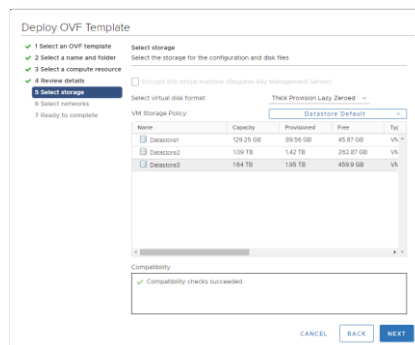 Deploy OVF Template
1 Select an OVF template
2 Select a name and folder
3 Select a compute resource
4 Review details
5 Select storage
6 Select networks
7 Ready to complete
Select storage
Select the storage for the configuration and disk files
Encrypt this virtual machine (Requires Key Management Server)
Select virtual disk format: Thick Provision Lazy Zeroed
VM Storage Policy: Datastore Default
Name Capacity Provisioned Free Typ
Datastore1 129.25 GB 89.56 GB 45.87 GB VM
Datastore2 1.09 TB 1.42 TB 262.87 GB VM
Datastore3 1.64 TB 1.95 TB 459.9 GB VM
Compatibility
Compatibility checks succeeded.
CANCEL BACK NEXT